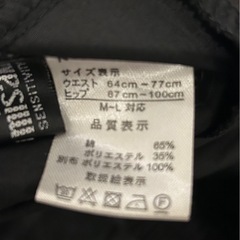 サイズ表示
ウエスト 64cm~77cm
ヒップ 87cm~100cm
M-L 対応
品質表示
綿 65%
ポリエステル 35%
別布 ポリエステル 100%
取扱絵表示